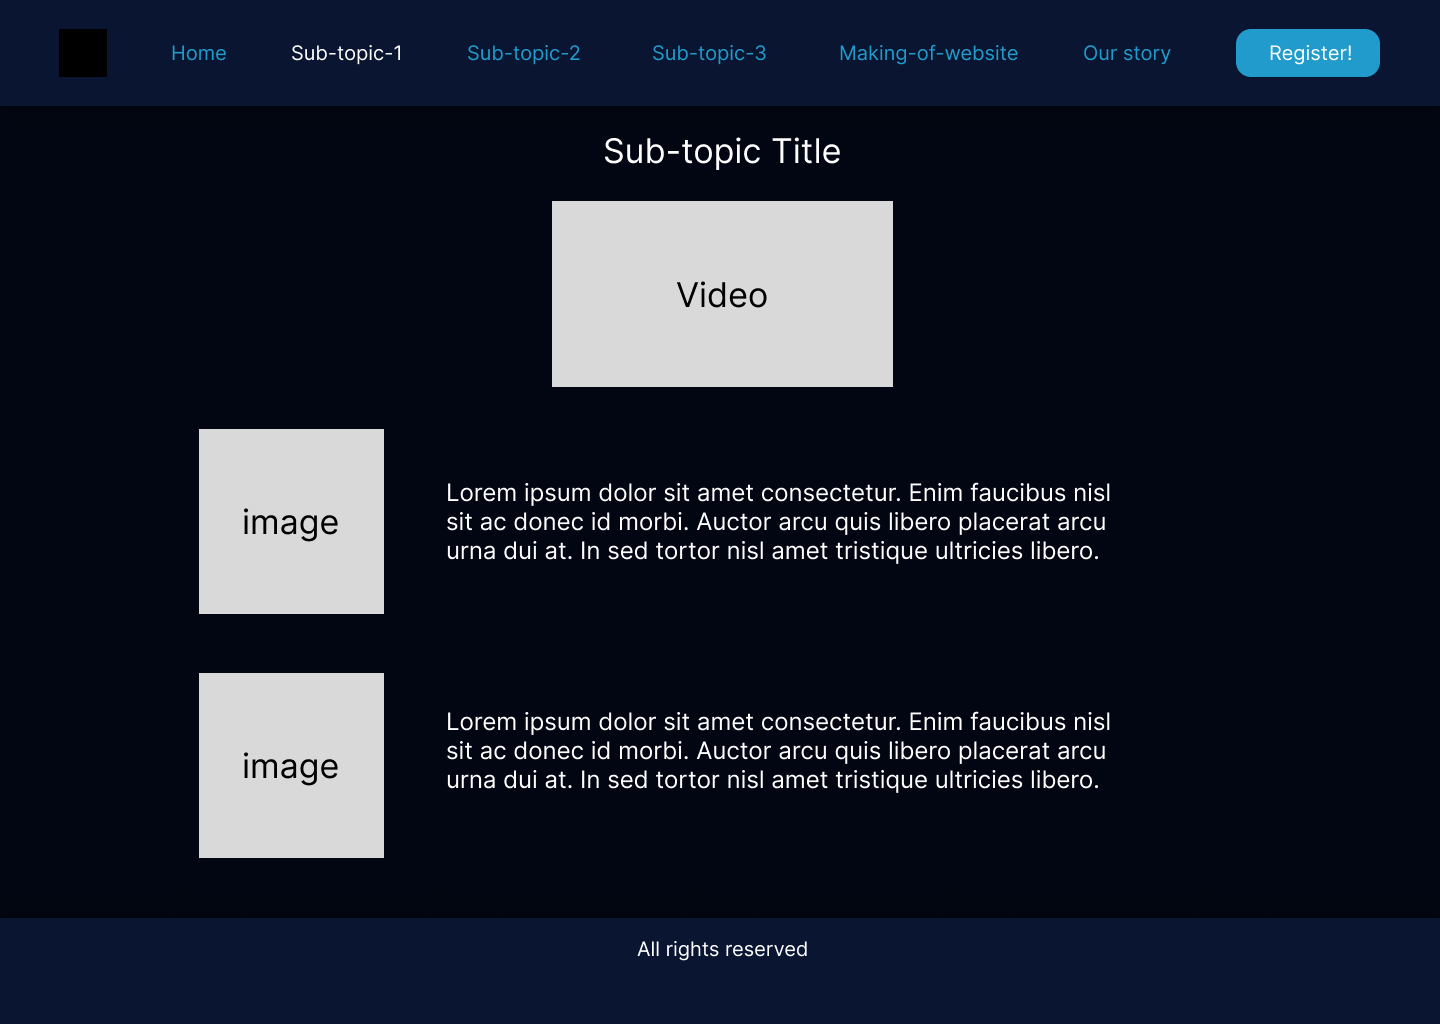 Home Sub-topic-1 Sub-topic-2 Sub-topic-3 Making-of-website Our story Register!
Sub-topic Title
Video
image
Lorem ipsum dolor sit amet consectetur. Enim faucibus nisl
sit ac donec id morbi. Auctor arcu quis libero placerat arcu
urna dui at. In sed tortor nisl amet tristique ultricies libero.
image
Lorem ipsum dolor sit amet consectetur. Enim faucibus nisl
sit ac donec id morbi. Auctor arcu quis libero placerat arcu
urna dui at. In sed tortor nisl amet tristique ultricies libero.
All rights reserved